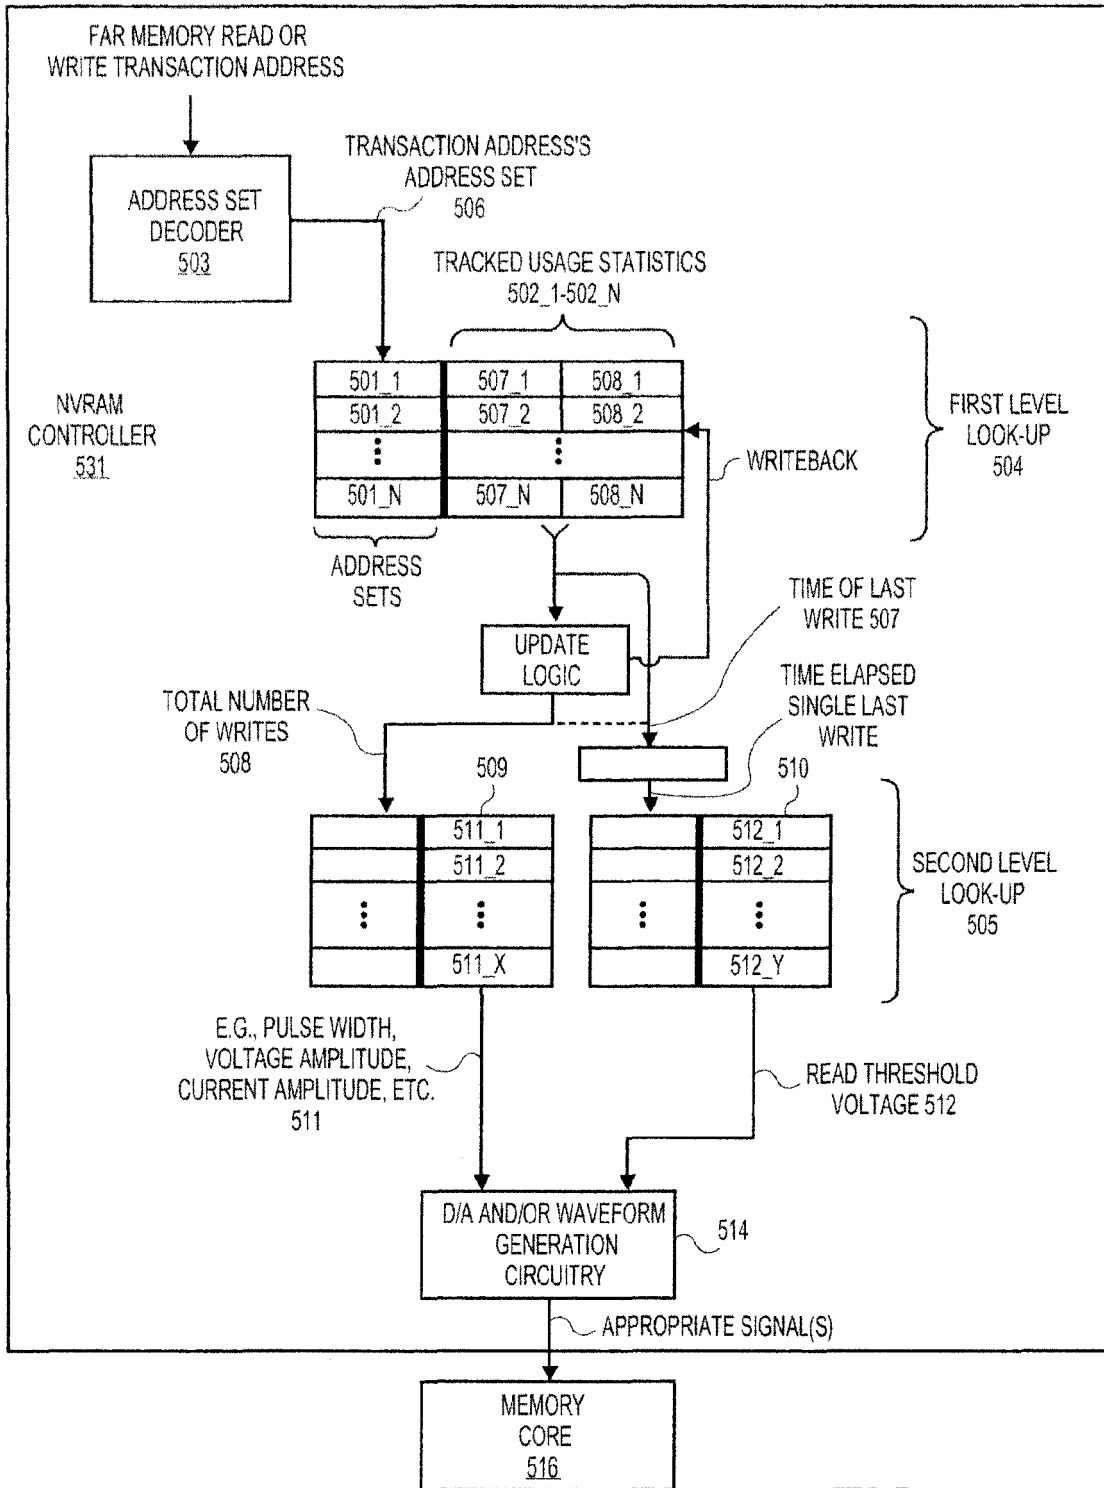 FAR MEMORY READ OR
WRITE TRANSACTION ADDRESS
ADDRESS SET
DECODER
503
TRANSACTION ADDRESS'S
ADDRESS SET
506
TRACKED USAGE STATISTICS
502_1-502_N
NVRAM
CONTROLLER
531
501_1 507_1 508_1
501_2 507_2 508_2
501_N 507_N 508_N
FIRST LEVEL
LOOK-UP
504
WRITEBACK
ADDRESS
SETS
UPDATE
LOGIC
TIME OF LAST
WRITE 507
TIME ELAPSED
SINGLE LAST
WRITE
TOTAL NUMBER
OF WRITES
508
509
510
511_1
511_2
511_X
512_1
512_2
512_Y
SECOND LEVEL
LOOK-UP
505
E.G., PULSE WIDTH,
VOLTAGE AMPLITUDE,
CURRENT AMPLITUDE, ETC.
511
READ THRESHOLD
VOLTAGE 512
D/A AND/OR WAVEFORM
GENERATION
CIRCUITRY
514
APPROPRIATE SIGNAL(S)
MEMORY
CORE
516